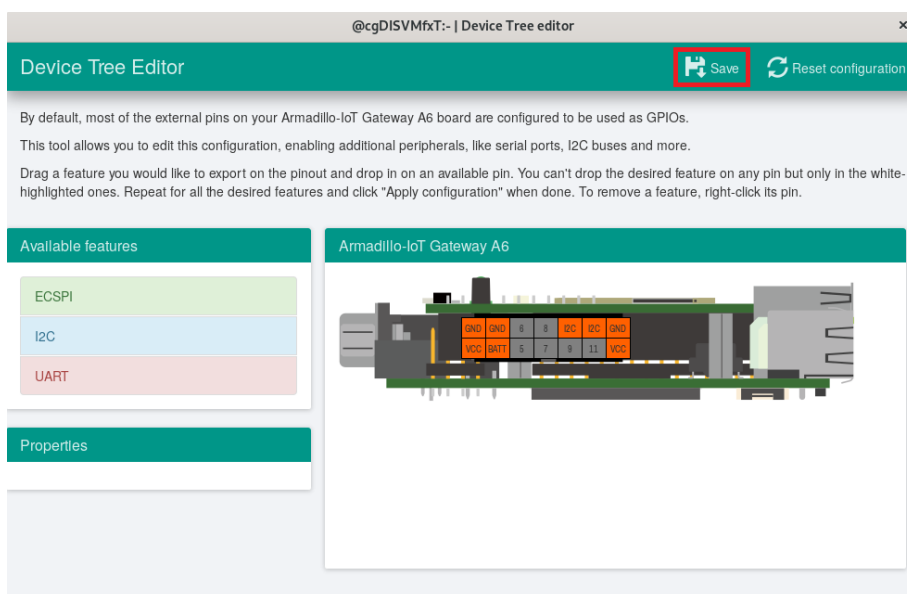 @cgDISVMfxT:~ | Device Tree editor
×
Device Tree Editor
Save
Reset configuration
By default, most of the external pins on your Armadillo-IoT Gateway A6 board are configured to be used as GPIOs.
This tool allows you to edit this configuration, enabling additional peripherals, like serial ports, I2C buses and more.
Drag a feature you would like to export on the pinout and drop in on an available pin. You can't drop the desired feature on any pin but only in the white-
highlighted ones. Repeat for all the desired features and click "Apply configuration" when done. To remove a feature, right-click its pin.
Available features
ECSPI
I2C
UART
Properties
Armadillo-IoT Gateway A6
GND GND 6 8 I2C I2C GND
VCC BATT 5 7 9 11 VCC